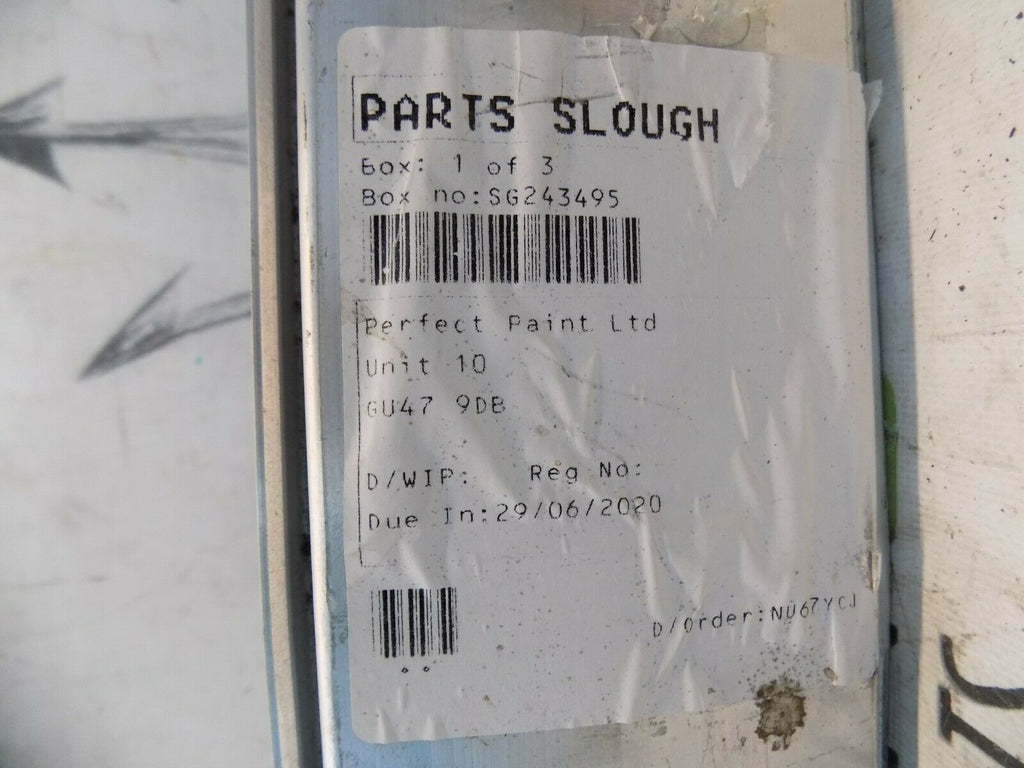 PARTS SLOUGH
Box: 1 of 3
Box no:SG243495
Perfect Paint Ltd
Unit 10
GU47 9DB
D/WIP: Reg No:
Due In:29/06/2020
D/Order:NU67YCJ